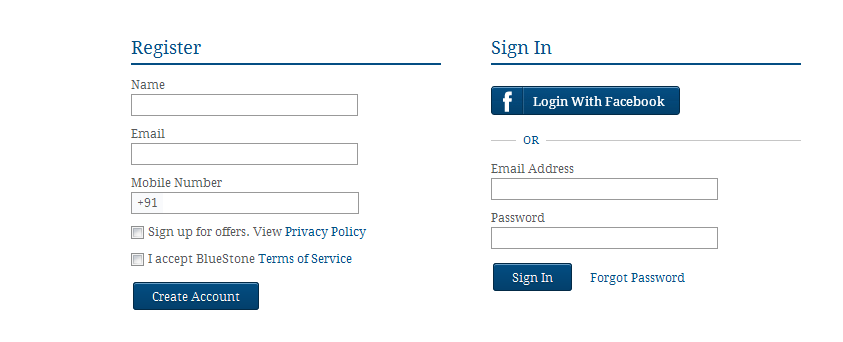 Register
Name
Email
Mobile Number
+91
Sign up for offers. View Privacy Policy
I accept BlueStone Terms of Service
Create Account
Sign In
f Login With Facebook
OR
Email Address
Password
Sign In Forgot Password